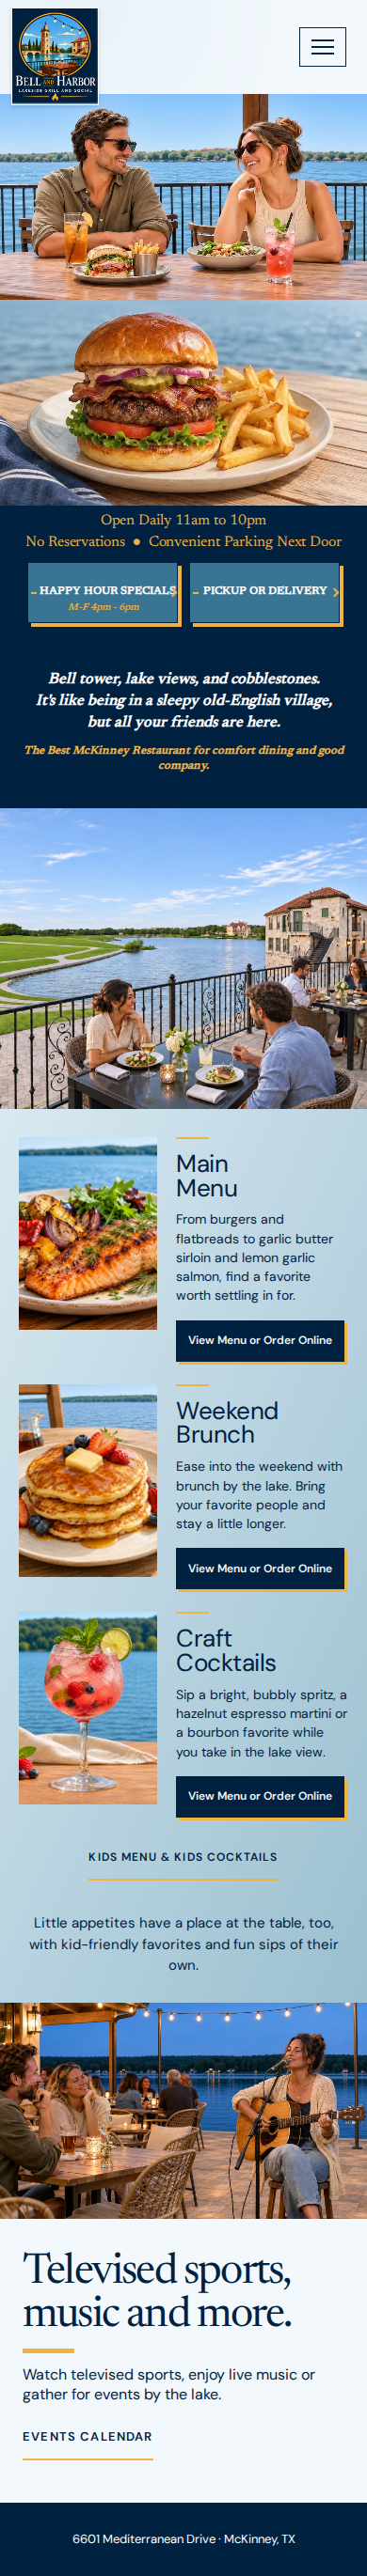 BELL AND HARBOR
LAKESIDE GRILL AND SOCIAL
Open Daily 11am to 10pm
No Reservations ● Convenient Parking Next Door
HAPPY HOUR SPECIALS
M-F 4pm - 6pm
PICKUP OR DELIVERY
Bell tower, lake views, and cobblestones.
It's like being in a sleepy old-English village,
but all your friends are here.
The Best McKinney Restaurant for comfort dining and good
company.
Main
Menu
From burgers and
flatbreads to garlic butter
sirloin and lemon garlic
salmon, find a favorite
worth settling in for.
View Menu or Order Online
Weekend
Brunch
Ease into the weekend with
brunch by the lake. Bring
your favorite people and
stay a little longer.
View Menu or Order Online
Craft
Cocktails
Sip a bright, bubbly spritz, a
hazelnut espresso martini or
a bourbon favorite while
you take in the lake view.
View Menu or Order Online
KIDS MENU & KIDS COCKTAILS
Little appetites have a place at the table, too,
with kid-friendly favorites and fun sips of their
own.
Televised sports,
music and more.
Watch televised sports, enjoy live music or
gather for events by the lake.
EVENTS CALENDAR
6601 Mediterranean Drive · McKinney, TX